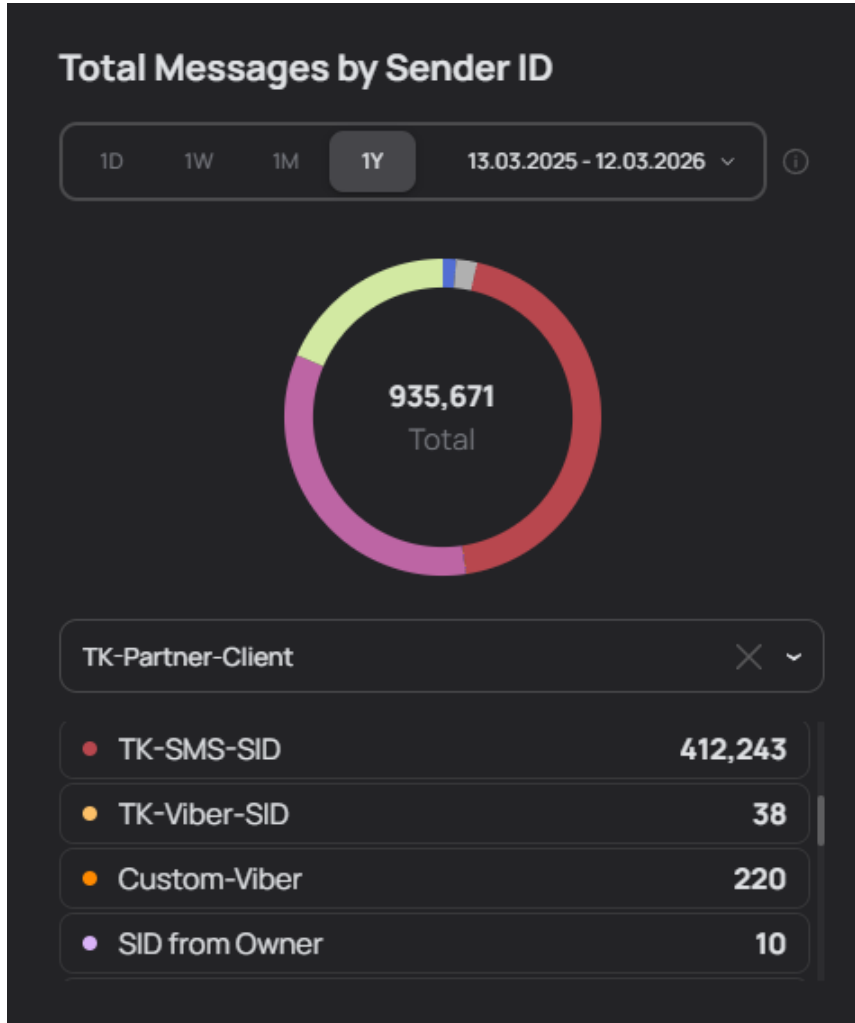 Total Messages by Sender ID
1D 1W 1M 1Y 13.03.2025 - 12.03.2026
935,671
Total
TK-Partner-Client
TK-SMS-SID 412,243
TK-Viber-SID 38
Custom-Viber 220
SID from Owner 10